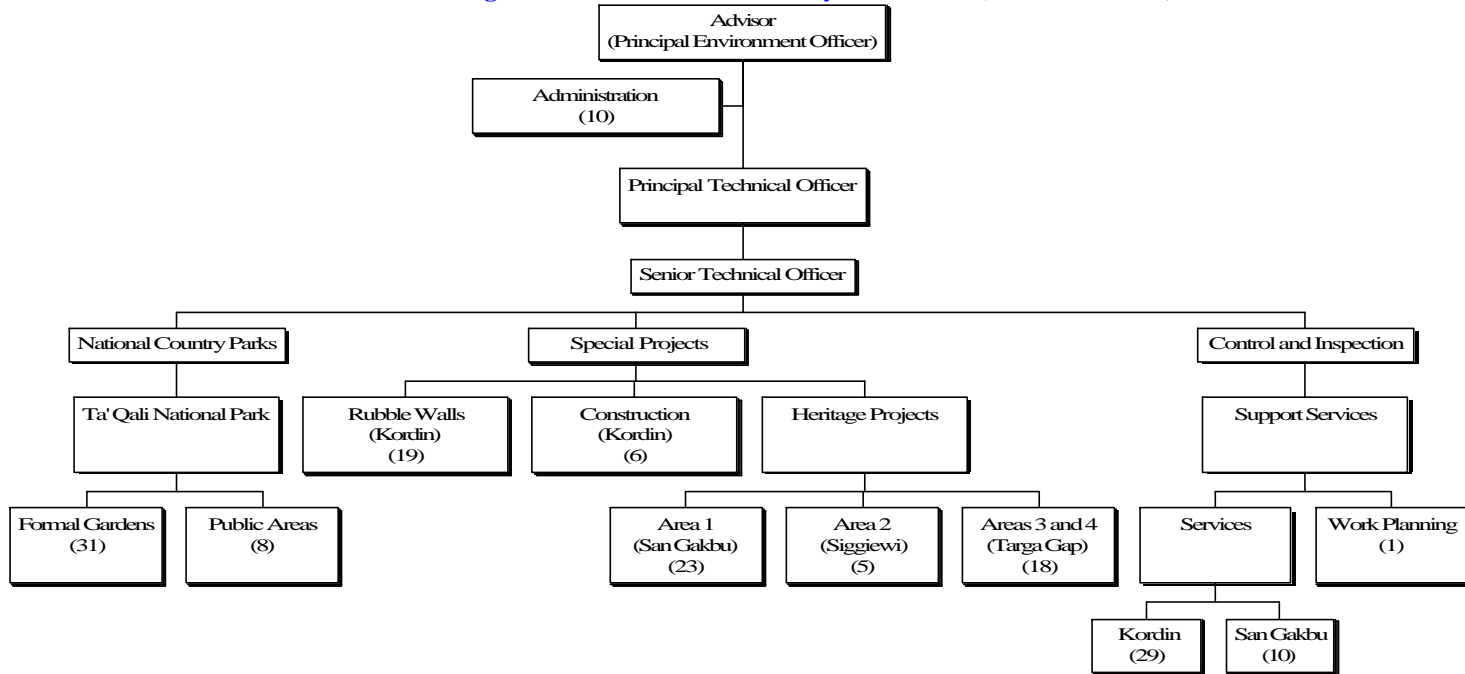 Advisor
(Principal Environment Officer)
Administration
(10)
Principal Technical Officer
Senior Technical Officer
National Country Parks
Special Projects
Control and Inspection
Ta' Qali National Park
Rubble Walls
(Kordin)
(19)
Construction
(Kordin)
(6)
Heritage Projects
Support Services
Formal Gardens
(31)
Public Areas
(8)
Area 1
(San Gakbu)
(23)
Area 2
(Siggiewi)
(5)
Areas 3 and 4
(Targa Gap)
(18)
Services
Work Planning
(1)
Kordin
(29)
San Gakbu
(10)